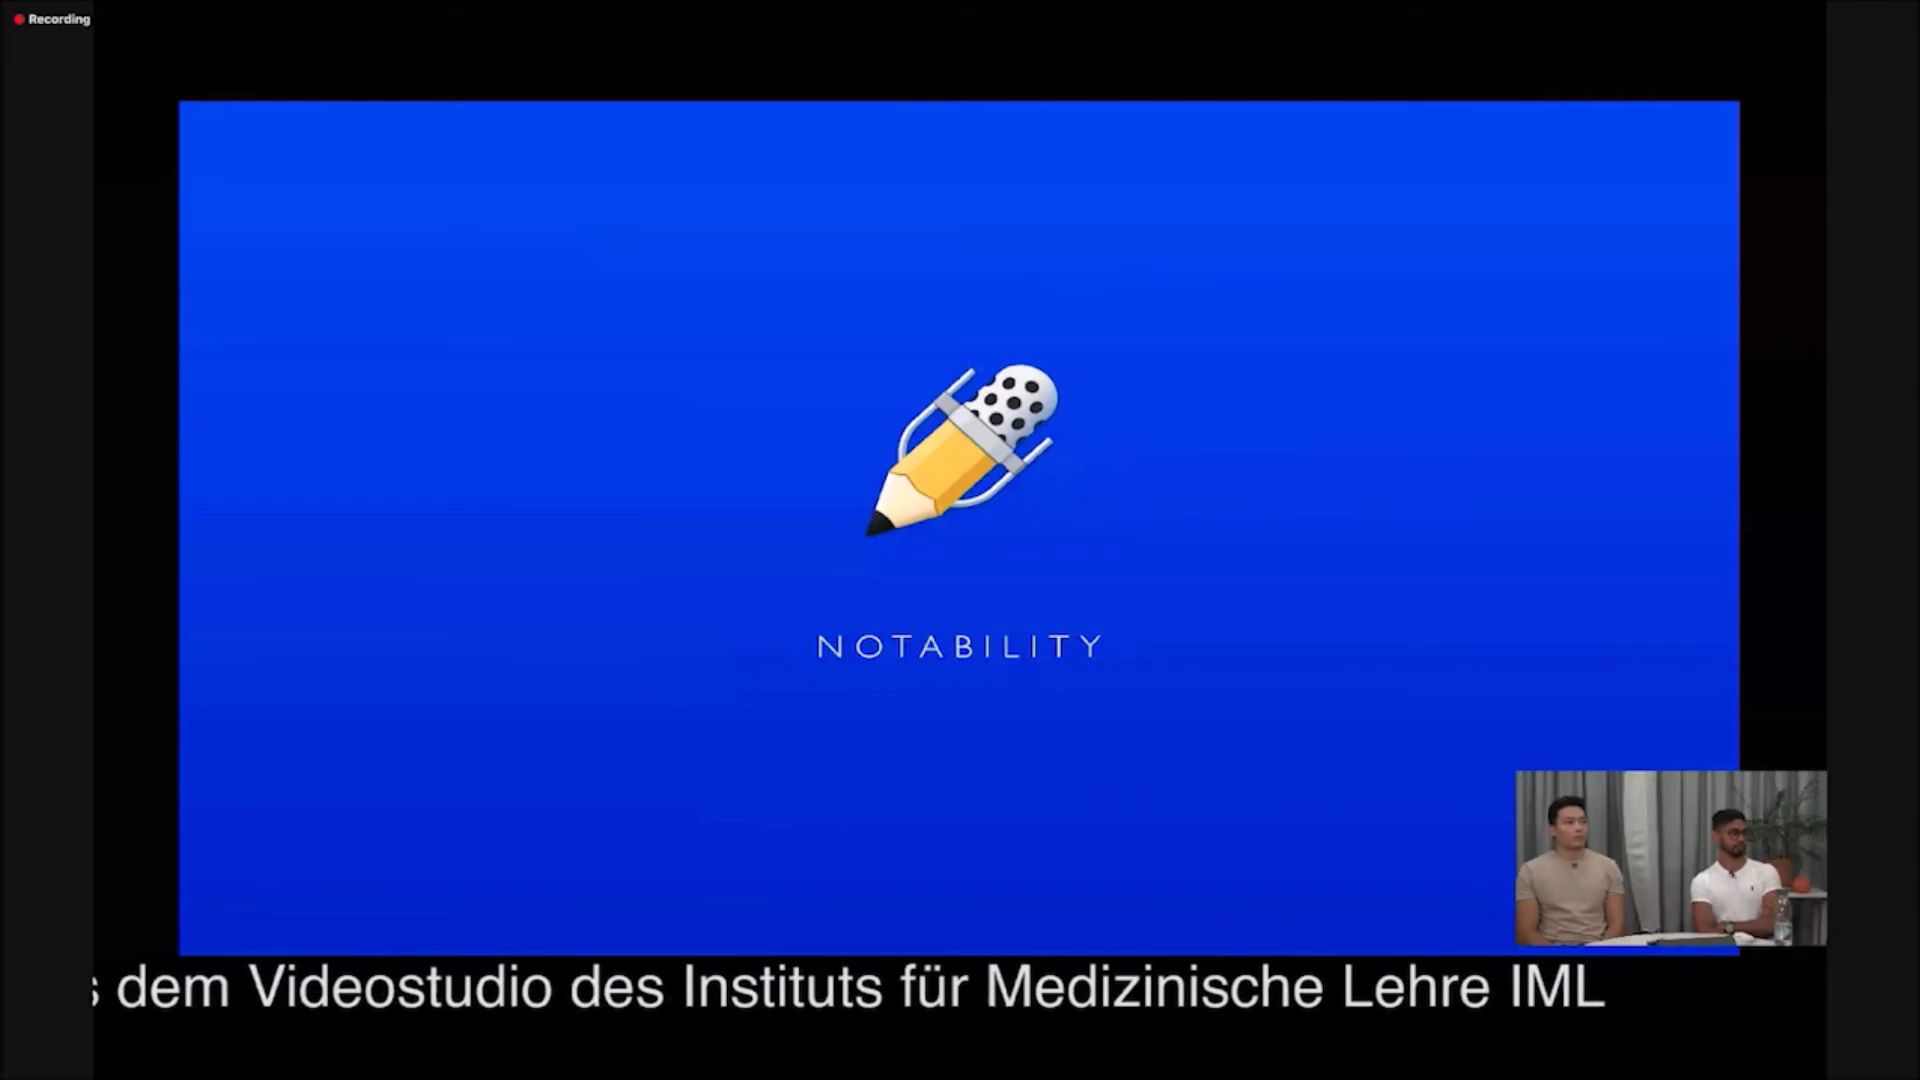 Recording
NOTABILITY
dem Videostudio des Instituts für Medizinische Lehre IML